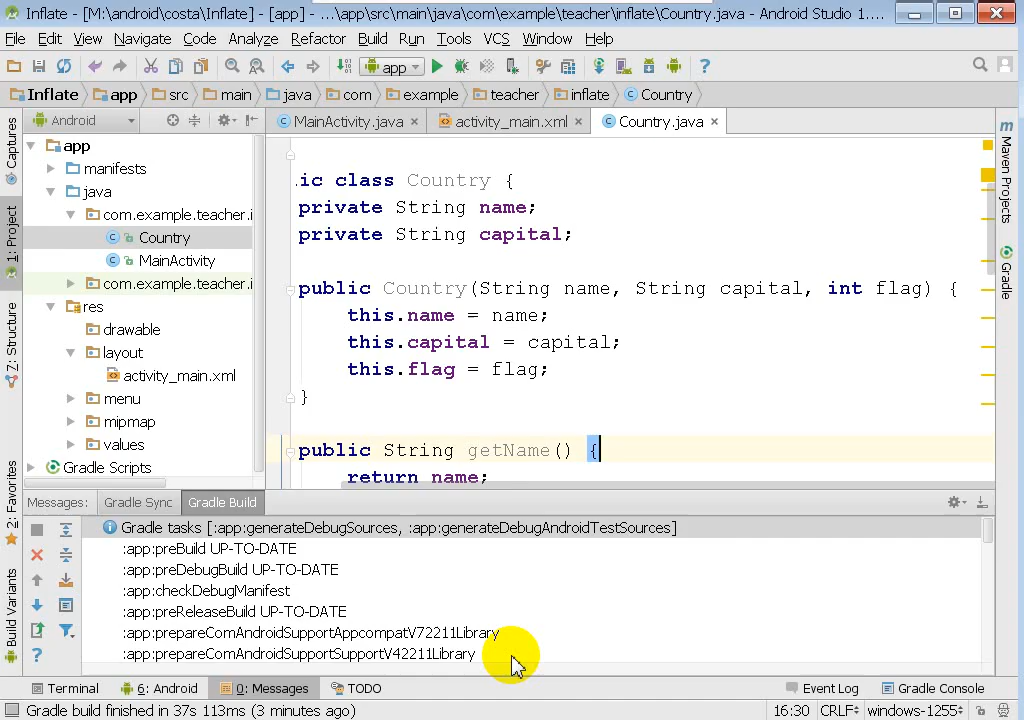 Inflate - [M:\android\costa\Inflate] - [app] - ...\app\src\main\java\com\example\teacher\inflate\Country.java - Android Studio 1....
File Edit View Navigate Code Analyze Refactor Build Run Tools VCS Window Help
app
Inflate app src main java com example teacher inflate Country
Android
MainActivity.java activity_main.xml Country.java
Captures
1: Project
7: Structure
2: Favorites
Build Variants
app
manifests
java
com.example.teacher.i
Country
MainActivity
com.example.teacher.i
res
drawable
layout
activity_main.xml
menu
mipmap
values
Gradle Scripts
.ic class Country {
private String name;
private String capital;
public Country(String name, String capital, int flag) {
this.name = name;
this.capital = capital;
this.flag = flag;
}
public String getName() {
return name;
Maven Projects
Gradle
Messages: Gradle Sync Gradle Build
Gradle tasks [:app:generateDebugSources, :app:generateDebugAndroidTestSources]
:app:preBuild UP-TO-DATE
:app:preDebugBuild UP-TO-DATE
:app:checkDebugManifest
:app:preReleaseBuild UP-TO-DATE
:app:prepareComAndroidSupportAppcompatV72211Library
:app:prepareComAndroidSupportSupportV42211Library
Terminal 6: Android 0: Messages TODO Event Log Gradle Console
Gradle build finished in 37s 113ms (3 minutes ago) 16:30 CRLF windows-1255